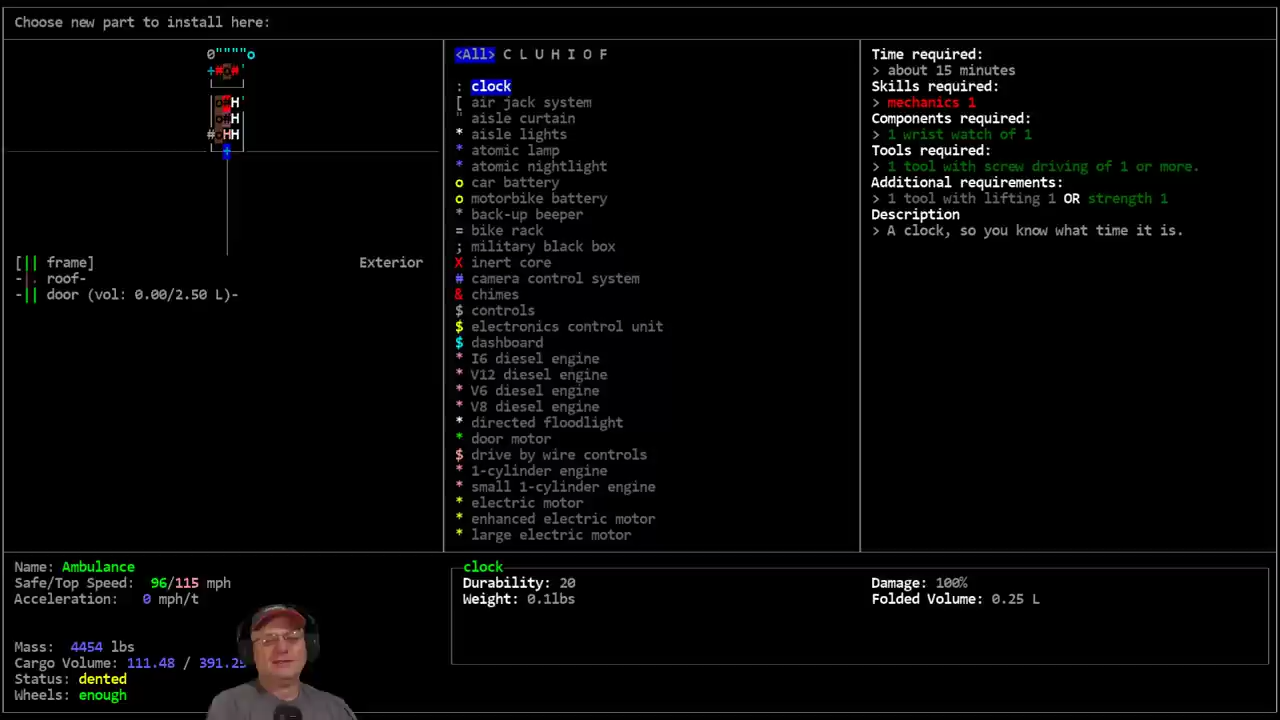 Choose new part to install here:
<All> C L U H I O F
: clock
[ air jack system
" aisle curtain
* aisle lights
* atomic lamp
* atomic nightlight
o car battery
o motorbike battery
* back-up beeper
= bike rack
; military black box
X inert core
# camera control system
& chimes
$ controls
$ electronics control unit
$ dashboard
* I6 diesel engine
* V12 diesel engine
* V6 diesel engine
* V8 diesel engine
* directed floodlight
* door motor
$ drive by wire controls
* 1-cylinder engine
* small 1-cylinder engine
* electric motor
* enhanced electric motor
* large electric motor
Time required:
> about 15 minutes
Skills required:
> mechanics 1
Components required:
> 1 wrist watch of 1
Tools required:
> 1 tool with screw driving of 1 or more.
Additional requirements:
> 1 tool with lifting 1 OR strength 1
Description
> A clock, so you know what time it is.
[|| frame] Exterior
-|. roof-
-|| door (vol: 0.00/2.50 L)-
Name: Ambulance
Safe/Top Speed: 96/115 mph
Acceleration: 0 mph/t
Mass: 4454 lbs
Cargo Volume: 111.48 / 391.25
Status: dented
Wheels: enough
clock
Durability: 20
Weight: 0.1lbs
Damage: 100%
Folded Volume: 0.25 L